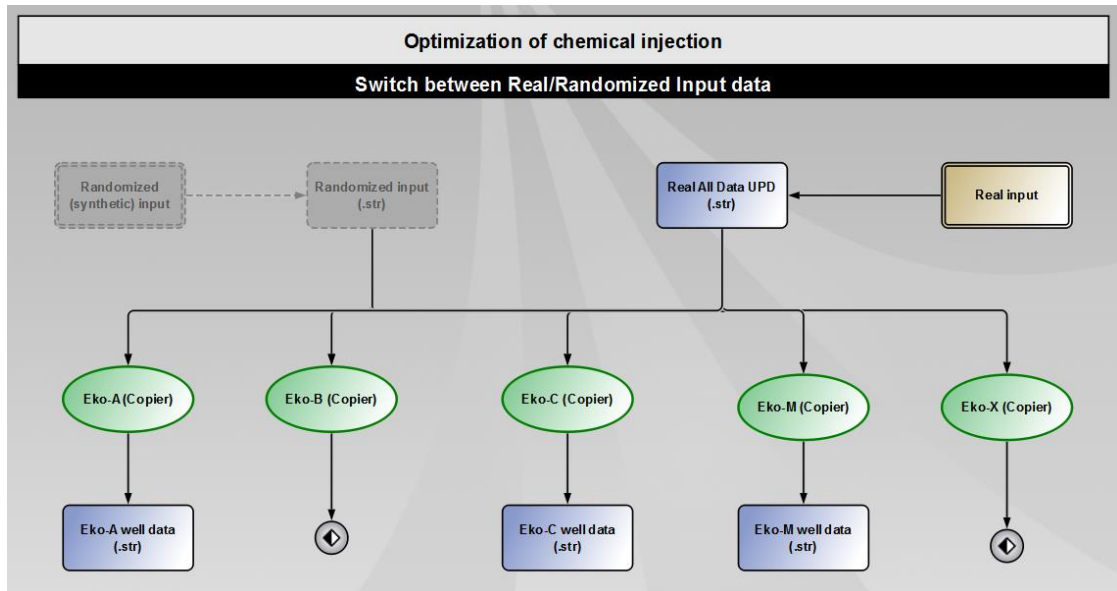 Optimization of chemical injection
Switch between Real/Randomized Input data
Randomized
(synthetic) input
Randomized input
(.str)
Real All Data UPD
(.str)
Real input
Eko-A (Copier)
Eko-B (Copier)
Eko-C (Copier)
Eko-M (Copier)
Eko-X (Copier)
Eko-A well data
(.str)
Eko-C well data
(.str)
Eko-M well data
(.str)